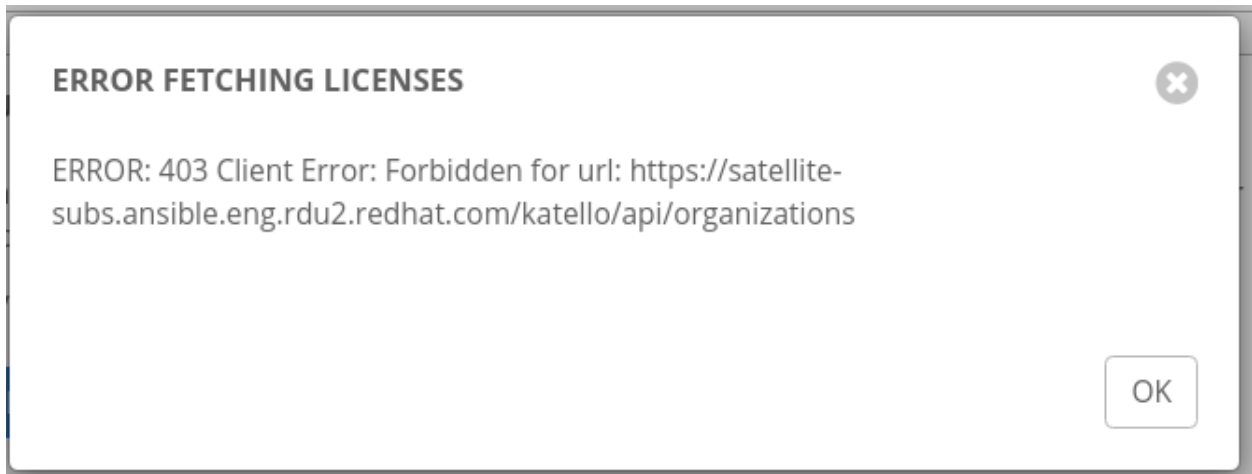 ERROR FETCHING LICENSES
ERROR: 403 Client Error: Forbidden for url: https://satellite-
subs.ansible.eng.rdu2.redhat.com/katello/api/organizations
OK